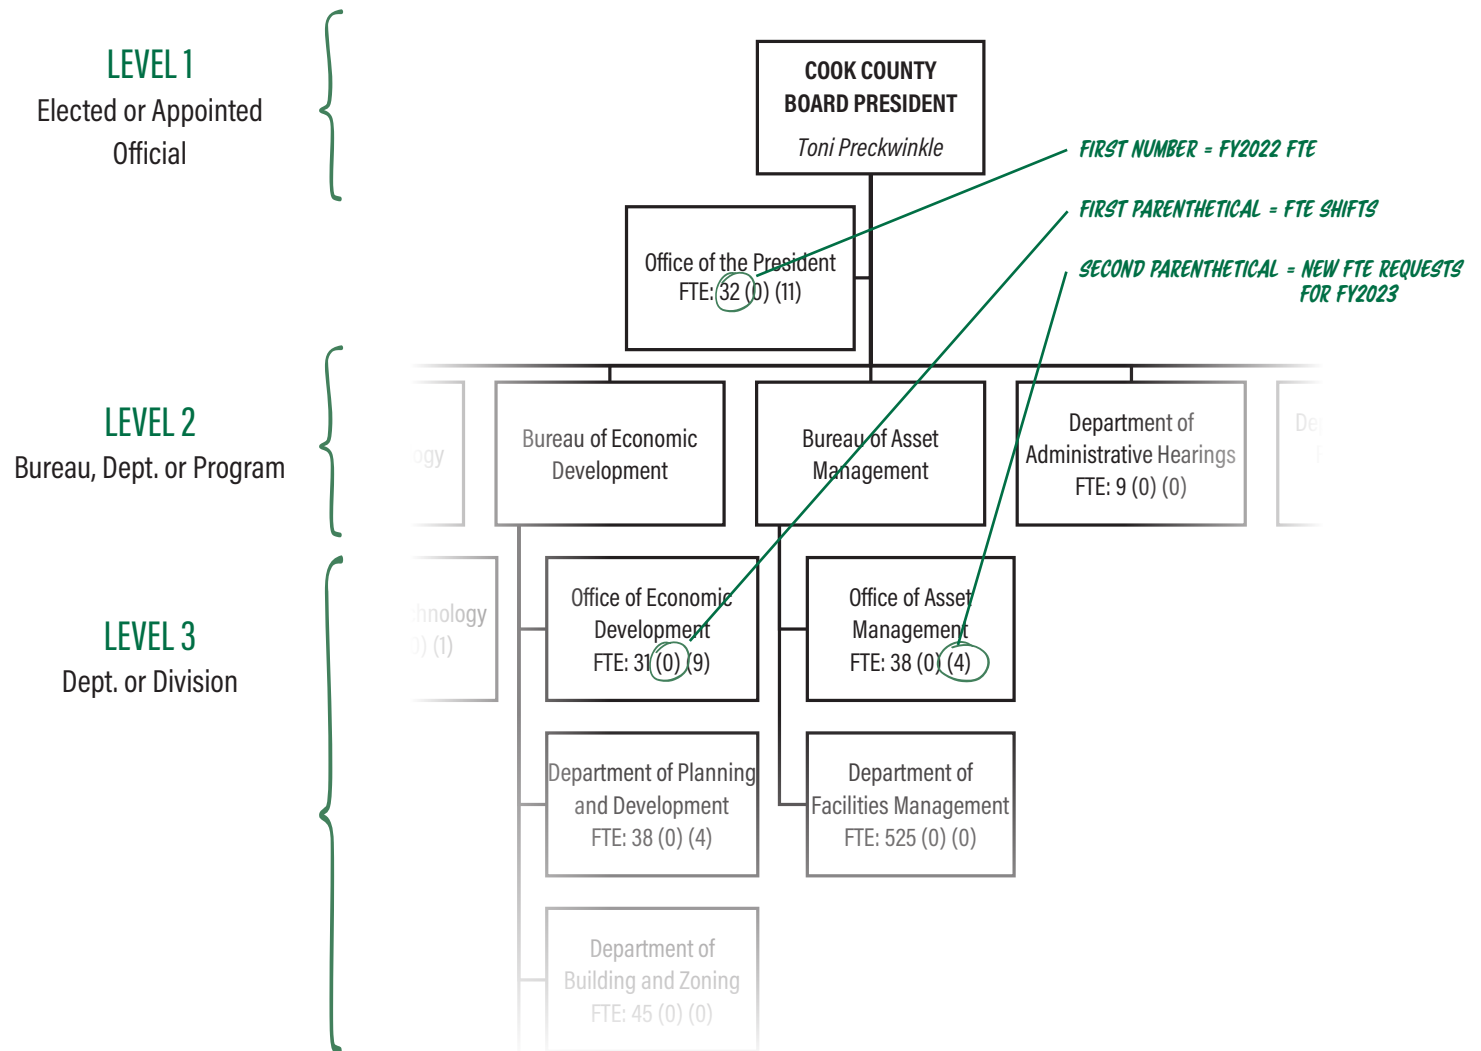 LEVEL 1
Elected or Appointed
Official
COOK COUNTY
BOARD PRESIDENT
Toni Preckwinkle
FIRST NUMBER = FY2022 FTE
FIRST PARENTHETICAL = FTE SHIFTS
SECOND PARENTHETICAL = NEW FTE REQUESTS
FOR FY2023
Office of the President
FTE: 32 (0) (11)
LEVEL 2
Bureau, Dept. or Program
Bureau of Economic
Development
Bureau of Asset
Management
Department of
Administrative Hearings
FTE: 9 (0) (0)
LEVEL 3
Dept. or Division
(1)
Office of Economic
Development
FTE: 31 (0) (9)
Office of Asset
Management
FTE: 38 (0) (4)
Department of Planning
and Development
FTE: 38 (0) (4)
Department of
Facilities Management
FTE: 525 (0) (0)
Department of
Building and Zoning
FTE: 45 (0) (0)